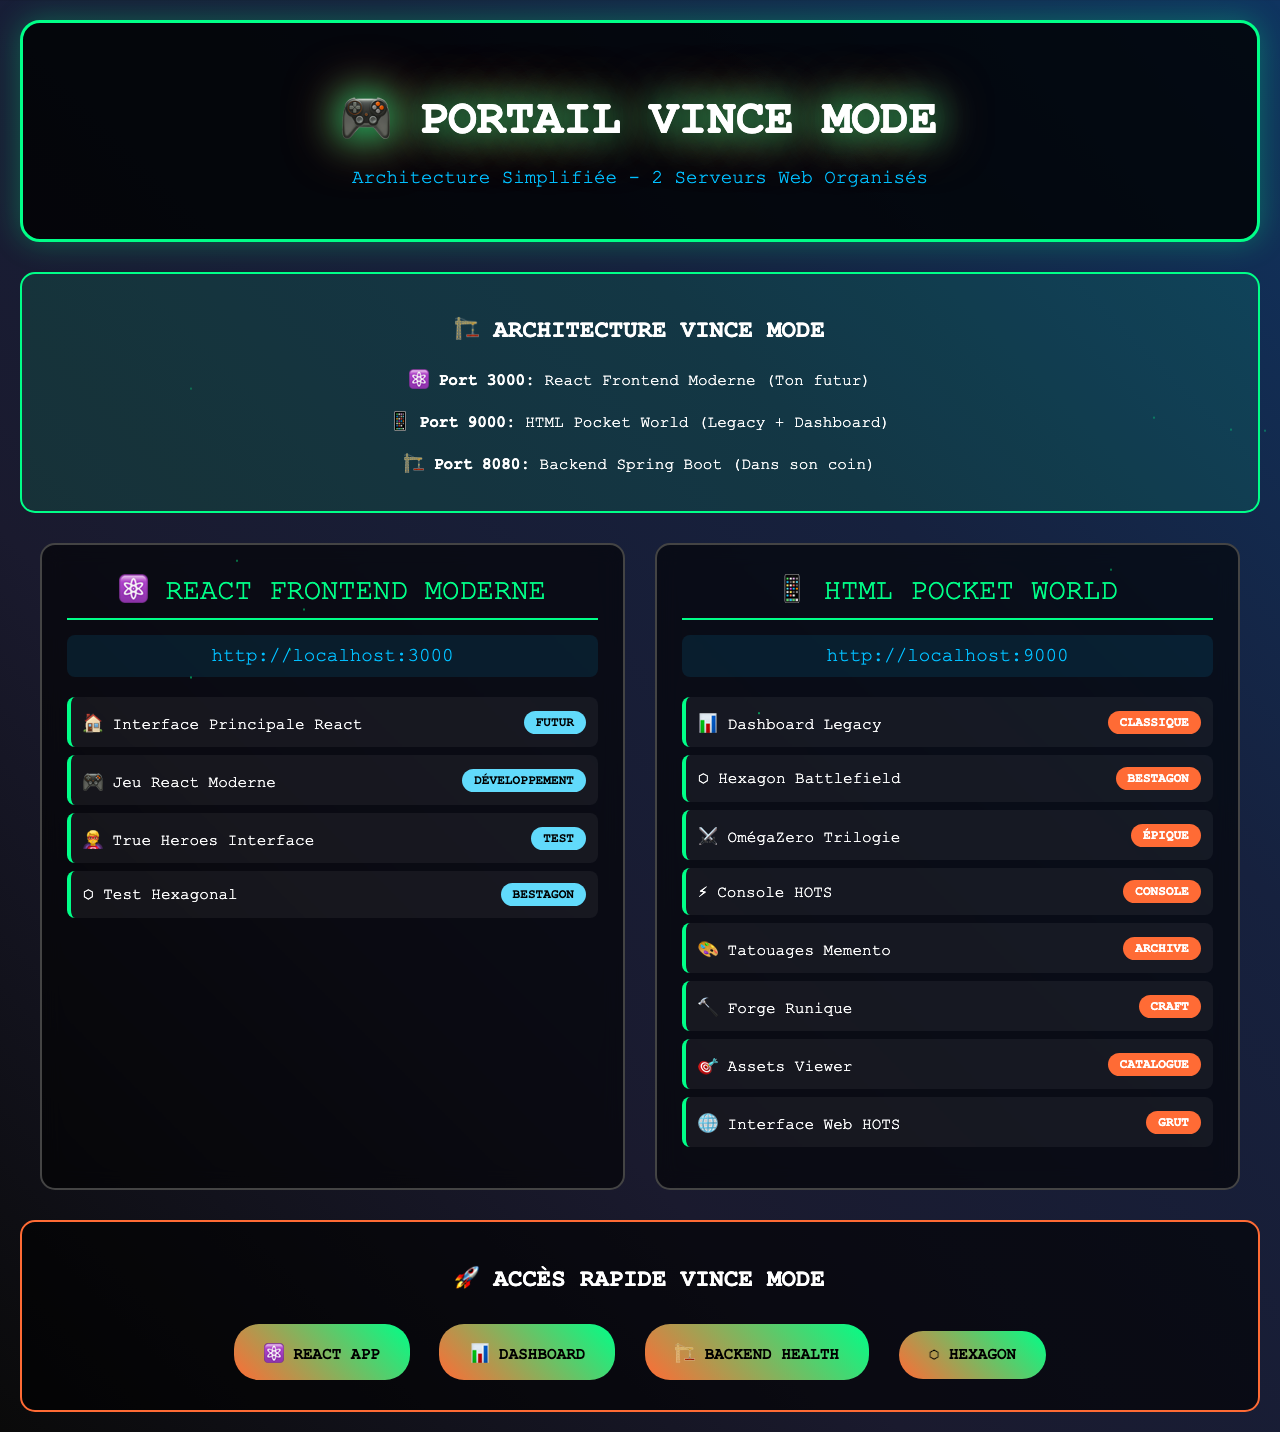 🎮 PORTAIL VINCE MODE
Architecture Simplifiée - 2 Serveurs Web Organisés
🏗️ ARCHITECTURE VINCE MODE
⚛️ Port 3000: React Frontend Moderne (Ton futur)
📱 Port 9000: HTML Pocket World (Legacy + Dashboard)
🏗️ Port 8080: Backend Spring Boot (Dans son coin)
⚛️ REACT FRONTEND MODERNE
http://localhost:3000
🏠 Interface Principale React FUTUR
🎮 Jeu React Moderne DÉVELOPPEMENT
🦸 True Heroes Interface TEST
⬡ Test Hexagonal BESTAGON
📱 HTML POCKET WORLD
http://localhost:9000
📊 Dashboard Legacy CLASSIQUE
⬡ Hexagon Battlefield BESTAGON
⚔️ OmégaZero Trilogie ÉPIQUE
⚡ Console HOTS CONSOLE
🎨 Tatouages Memento ARCHIVE
🔨 Forge Runique CRAFT
🎯 Assets Viewer CATALOGUE
🌐 Interface Web HOTS GRUT
🚀 ACCÈS RAPIDE VINCE MODE
⚛️ REACT APP
📊 DASHBOARD
🏗️ BACKEND HEALTH
⬡ HEXAGON